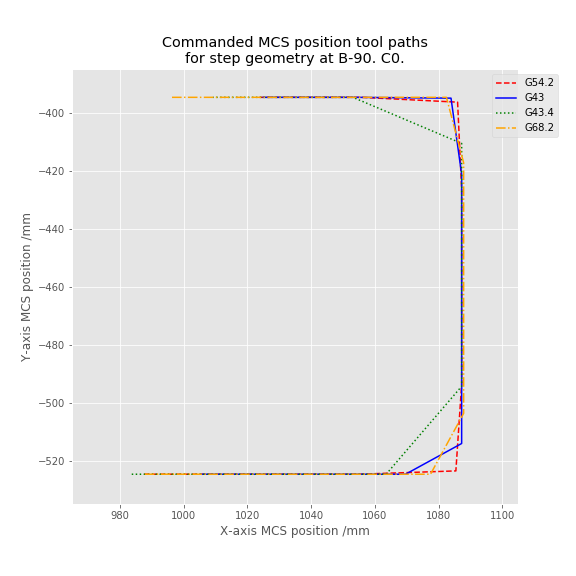 Commanded MCS position tool paths
for step geometry at B-90. C0.
G54.2
G43
G43.4
G68.2
−400
−420
−440
−460
−480
−500
−520
Y-axis MCS position /mm
980
1000
1020
1040
1060
1080
1100
X-axis MCS position /mm